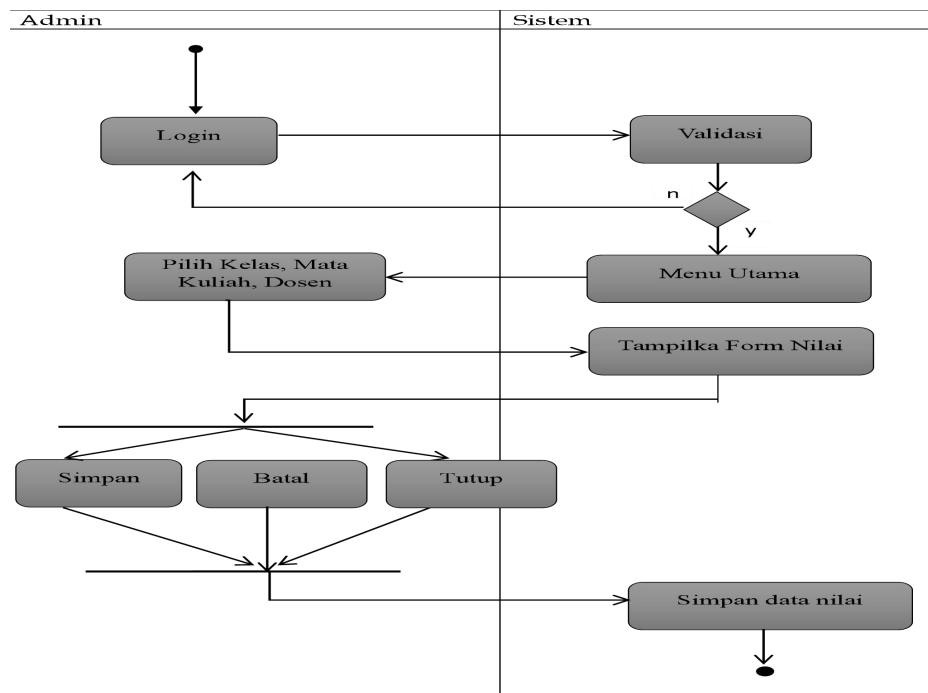 Admin
Sistem
Login
Validasi
n
y
Pilih Kelas, Mata
Kuliah, Dosen
Menu Utama
Tampilka Form Nilai
Simpan
Batal
Tutup
Simpan data nilai